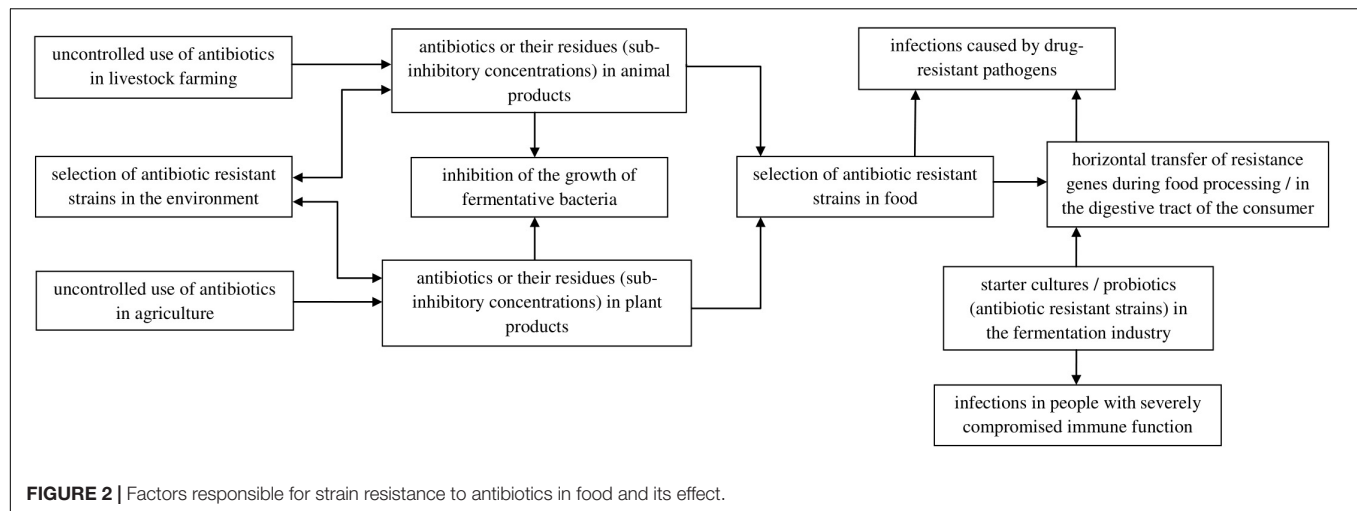 uncontrolled use of antibiotics
in livestock farming
antibiotics or their residues (sub-
inhibitory concentrations) in animal
products
infections caused by drug-
resistant pathogens
selection of antibiotic resistant
strains in the environment
inhibition of the growth of
fermentative bacteria
selection of antibiotic resistant
strains in food
horizontal transfer of resistance
genes during food processing / in
the digestive tract of the consumer
uncontrolled use of antibiotics
in agriculture
antibiotics or their residues (sub-
inhibitory concentrations) in plant
products
starter cultures / probiotics
(antibiotic resistant strains) in
the fermentation industry
infections in people with severely
compromised immune function
FIGURE 2 | Factors responsible for strain resistance to antibiotics in food and its effect.